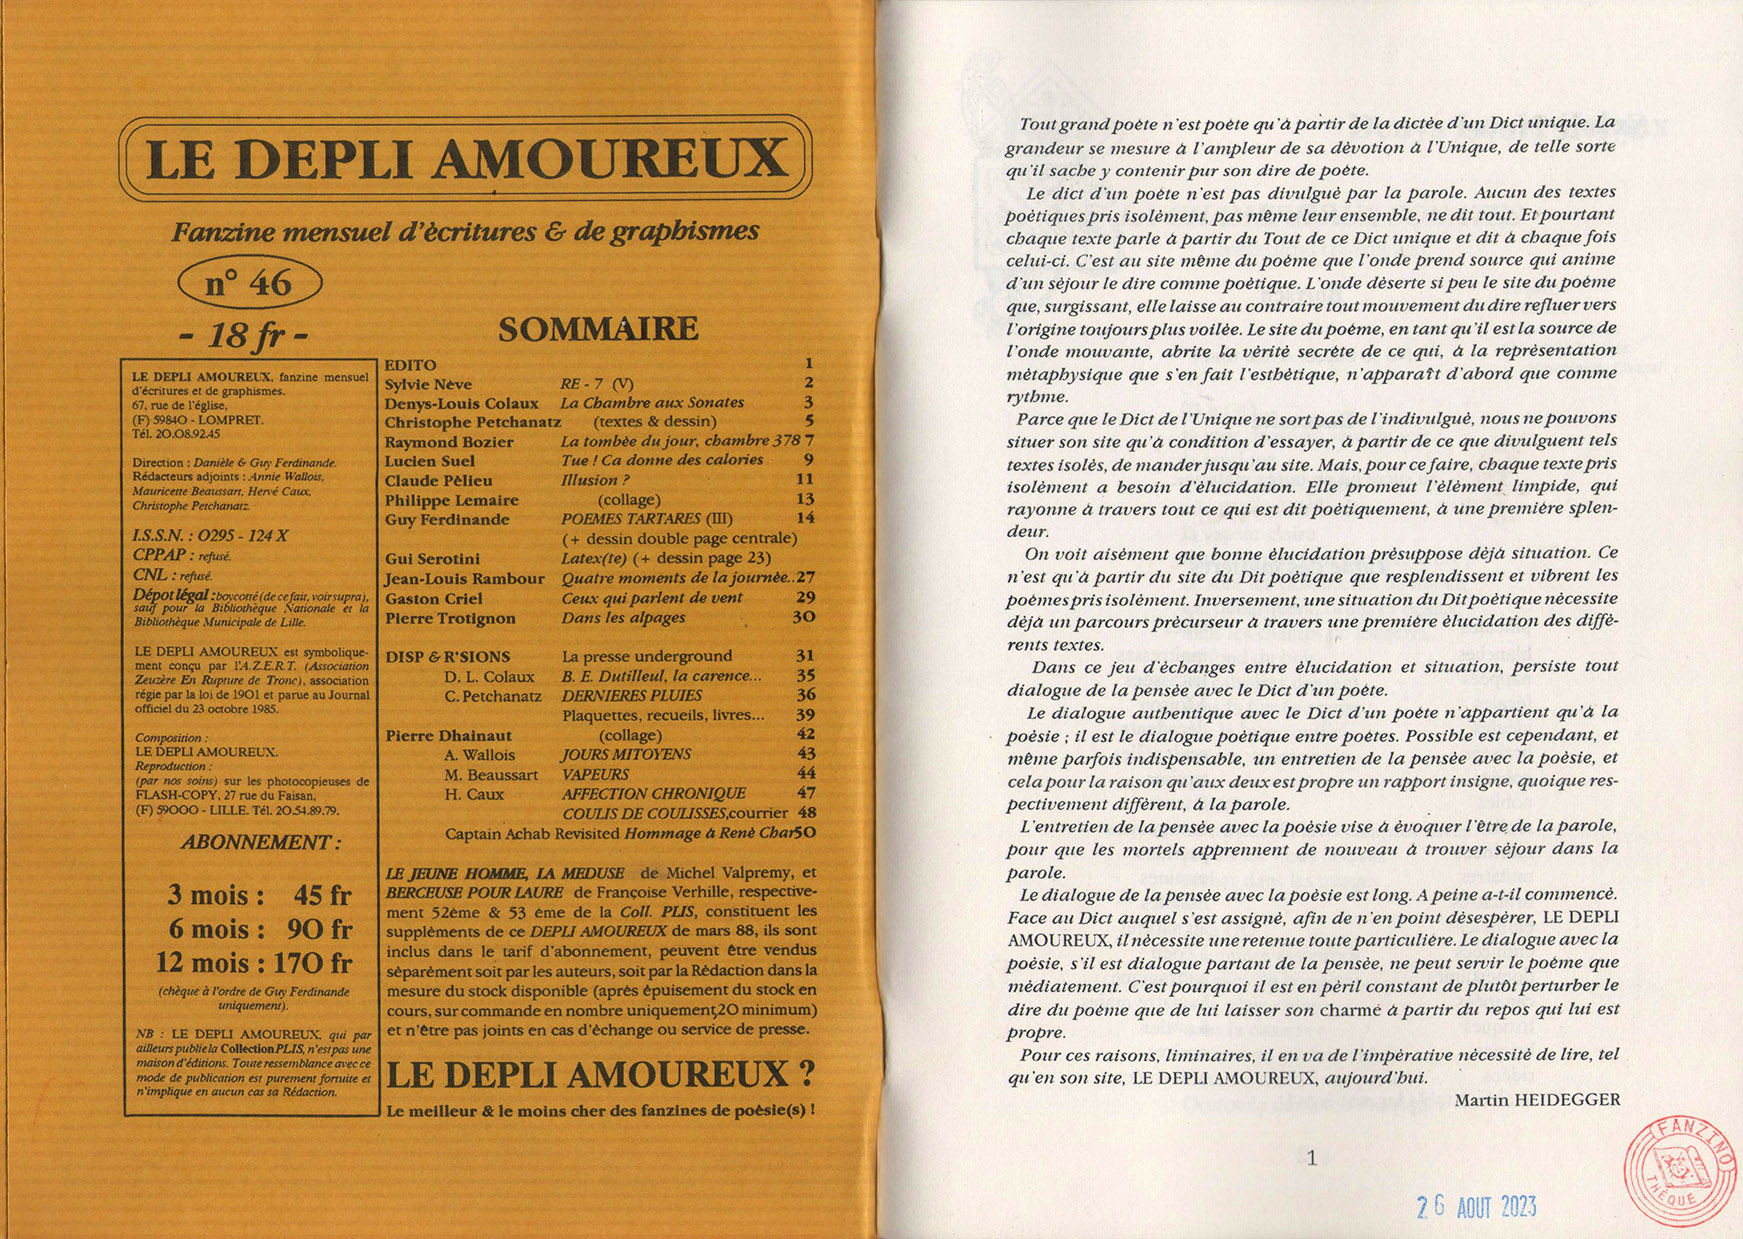 LE DEPLI AMOUREUX
Fanzine mensuel d'écritures & de graphismes
n° 46
- 18 fr -
LE DEPLI AMOUREUX, fanzine mensuel
d'écritures et de graphismes.
67, rue de l'église,
(F) 59840 - LOMPRET.
Tél. 20.08.92.45
Direction : Danièle & Guy Ferdinande.
Rédacteurs adjoints : Annie Wallois,
Mauricette Beaussart, Hervé Caux,
Christophe Petchanatz.
I.S.S.N. : 0295 - 124 X
CPPAP : refusé.
CNL : refusé.
Dépot légal : boycotté (de ce fait, voir supra),
sauf pour la Bibliothèque Nationale et la
Bibliothèque Municipale de Lille.
LE DEPLI AMOUREUX est symbolique-
ment conçu par l'A.Z.E.R.T. (Association
Zeuzère En Rupture de Tronc), association
régie par la loi de 1901 et parue au Journal
officiel du 23 octobre 1985.
Composition :
LE DEPLI AMOUREUX.
Reproduction :
(par nos soins) sur les photocopieuses de
FLASH-COPY, 27 rue du Faisan,
(F) 59000 - LILLE. Tél. 20.54.89.79.
ABONNEMENT :
3 mois : 45 fr
6 mois : 90 fr
12 mois : 170 fr
(chèque à l'ordre de Guy Ferdinande
uniquement).
NB : LE DEPLI AMOUREUX, qui par
ailleurs publie la Collection PLIS, n'est pas une
maison d'éditions. Toute ressemblance avec ce
mode de publication est purement fortuite et
n'implique en aucun cas sa Rédaction.
SOMMAIRE
EDITO 1
Sylvie Nève RE - 7 (V) 2
Denys-Louis Colaux La Chambre aux Sonates 3
Christophe Petchanatz (textes & dessin) 5
Raymond Bozier La tombée du jour, chambre 378 7
Lucien Suel Tue ! Ca donne des calories 9
Claude Pélieu Illusion ? 11
Philippe Lemaire (collage) 13
Guy Ferdinande POEMES TARTARES (III) 14
(+ dessin double page centrale)
Gui Serotini Latex(te) (+ dessin page 23)
Jean-Louis Rambour Quatre moments de la journée..27
Gaston Criel Ceux qui parlent de vent 29
Pierre Trotignon Dans les alpages 30
DISP & R'SIONS La presse underground 31
D. L. Colaux B. E. Dutilleul, la carence... 35
C. Petchanatz DERNIERES PLUIES 36
Plaquettes, recueils, livres... 39
Pierre Dhainaut (collage) 42
A. Wallois JOURS MITOYENS 43
M. Beaussart VAPEURS 44
H. Caux AFFECTION CHRONIQUE 47
COULIS DE COULISSES,courrier 48
Captain Achab Revisited Hommage à René Char50
LE JEUNE HOMME, LA MEDUSE de Michel Valpremy, et
BERCEUSE POUR LAURE de Françoise Verhille, respective-
ment 52ème & 53 ème de la Coll. PLIS, constituent les
suppléments de ce DEPLI AMOUREUX de mars 88, ils sont
inclus dans le tarif d'abonnement, peuvent être vendus
séparément soit par les auteurs, soit par la Rédaction dans la
mesure du stock disponible (après épuisement du stock en
cours, sur commande en nombre uniquement,20 minimum)
et n'être pas joints en cas d'échange ou service de presse.
LE DEPLI AMOUREUX ?
Le meilleur & le moins cher des fanzines de poésie(s) !
Tout grand poète n'est poète qu'à partir de la dictée d'un Dict unique. La
grandeur se mesure à l'ampleur de sa dévotion à l'Unique, de telle sorte
qu'il sache y contenir pur son dire de poète.
Le dict d'un poète n'est pas divulgué par la parole. Aucun des textes
poétiques pris isolément, pas même leur ensemble, ne dit tout. Et pourtant
chaque texte parle à partir du Tout de ce Dict unique et dit à chaque fois
celui-ci. C'est au site même du poème que l'onde prend source qui anime
d'un séjour le dire comme poétique. L'onde déserte si peu le site du poème
que, surgissant, elle laisse au contraire tout mouvement du dire refluer vers
l'origine toujours plus voilée. Le site du poème, en tant qu'il est la source de
l'onde mouvante, abrite la vérité secrète de ce qui, à la représentation
métaphysique que s'en fait l'esthétique, n'apparaît d'abord que comme
rythme.
Parce que le Dict de l'Unique ne sort pas de l'indivulgué, nous ne pouvons
situer son site qu'à condition d'essayer, à partir de ce que divulguent tels
textes isolés, de mander jusqu'au site. Mais, pour ce faire, chaque texte pris
isolément a besoin d'élucidation. Elle promeut l'élément limpide, qui
rayonne à travers tout ce qui est dit poétiquement, à une première splen-
deur.
On voit aisément que bonne élucidation présuppose déjà situation. Ce
n'est qu'à partir du site du Dit poétique que resplendissent et vibrent les
poèmes pris isolément. Inversement, une situation du Dit poétique nécessite
déjà un parcours précurseur à travers une première élucidation des diffé-
rents textes.
Dans ce jeu d'échanges entre élucidation et situation, persiste tout
dialogue de la pensée avec le Dict d'un poète.
Le dialogue authentique avec le Dict d'un poète n'appartient qu'à la
poésie ; il est le dialogue poétique entre poètes. Possible est cependant, et
même parfois indispensable, un entretien de la pensée avec la poésie, et
cela pour la raison qu'aux deux est propre un rapport insigne, quoique res-
pectivement différent, à la parole.
L'entretien de la pensée avec la poésie vise à évoquer l'être de la parole,
pour que les mortels apprennent de nouveau à trouver séjour dans la
parole.
Le dialogue de la pensée avec la poésie est long. A peine a-t-il commencé.
Face au Dict auquel s'est assigné, afin de n'en point désespérer, LE DEPLI
AMOUREUX, il nécessite une retenue toute particulière. Le dialogue avec la
poésie, s'il est dialogue partant de la pensée, ne peut servir le poème que
médiatement. C'est pourquoi il est en péril constant de plutôt perturber le
dire du poème que de lui laisser son charmé à partir du repos qui lui est
propre.
Pour ces raisons, liminaires, il en va de l'impérative nécessité de lire, tel
qu'en son site, LE DEPLI AMOUREUX, aujourd'hui.
Martin HEIDEGGER
1
26 AOUT 2023
FANZINO
THÈQUE